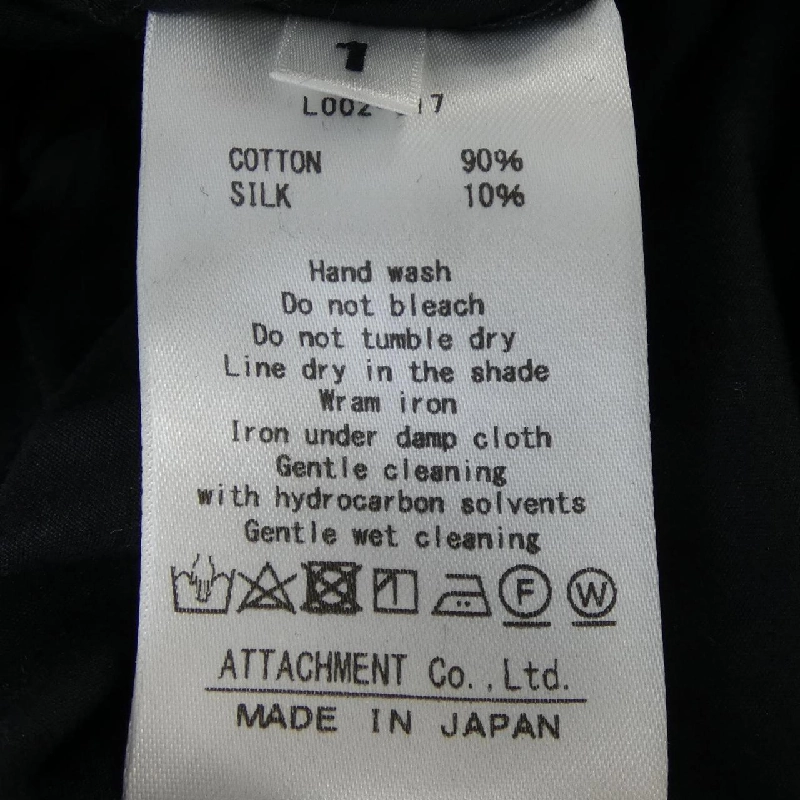 1
COTTON 90%
SILK 10%
Hand wash
Do not bleach
Do not tumble dry
Line dry in the shade
Wram iron
Iron under damp cloth
Gentle cleaning
with hydrocarbon solvents
Gentle wet cleaning
F W
ATTACHMENT Co.,Ltd.
MADE IN JAPAN